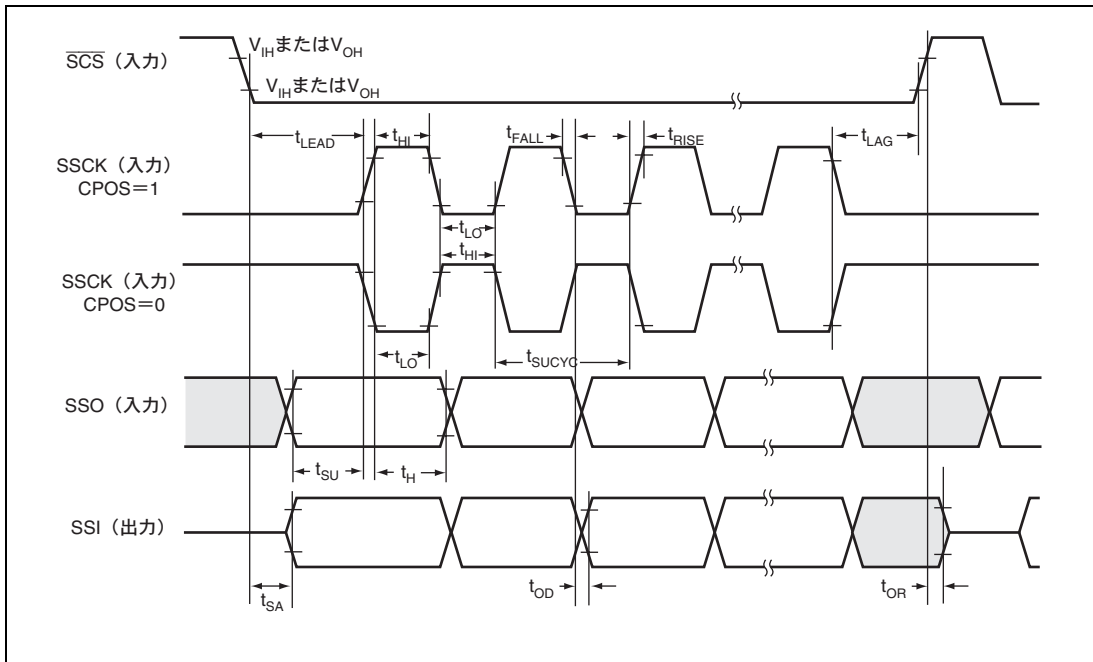 VIHまたはVOH
SCS（入力）
VIHまたはVOH
tLEAD
tHI
tFALL
tRISE
tLAG
SSCK（入力）
CPOS＝1
tLO
tHI
SSCK（入力）
CPOS＝0
tLO
tSUCYC
SSO（入力）
tSU
tH
SSI（出力）
tSA
tOD
tOR